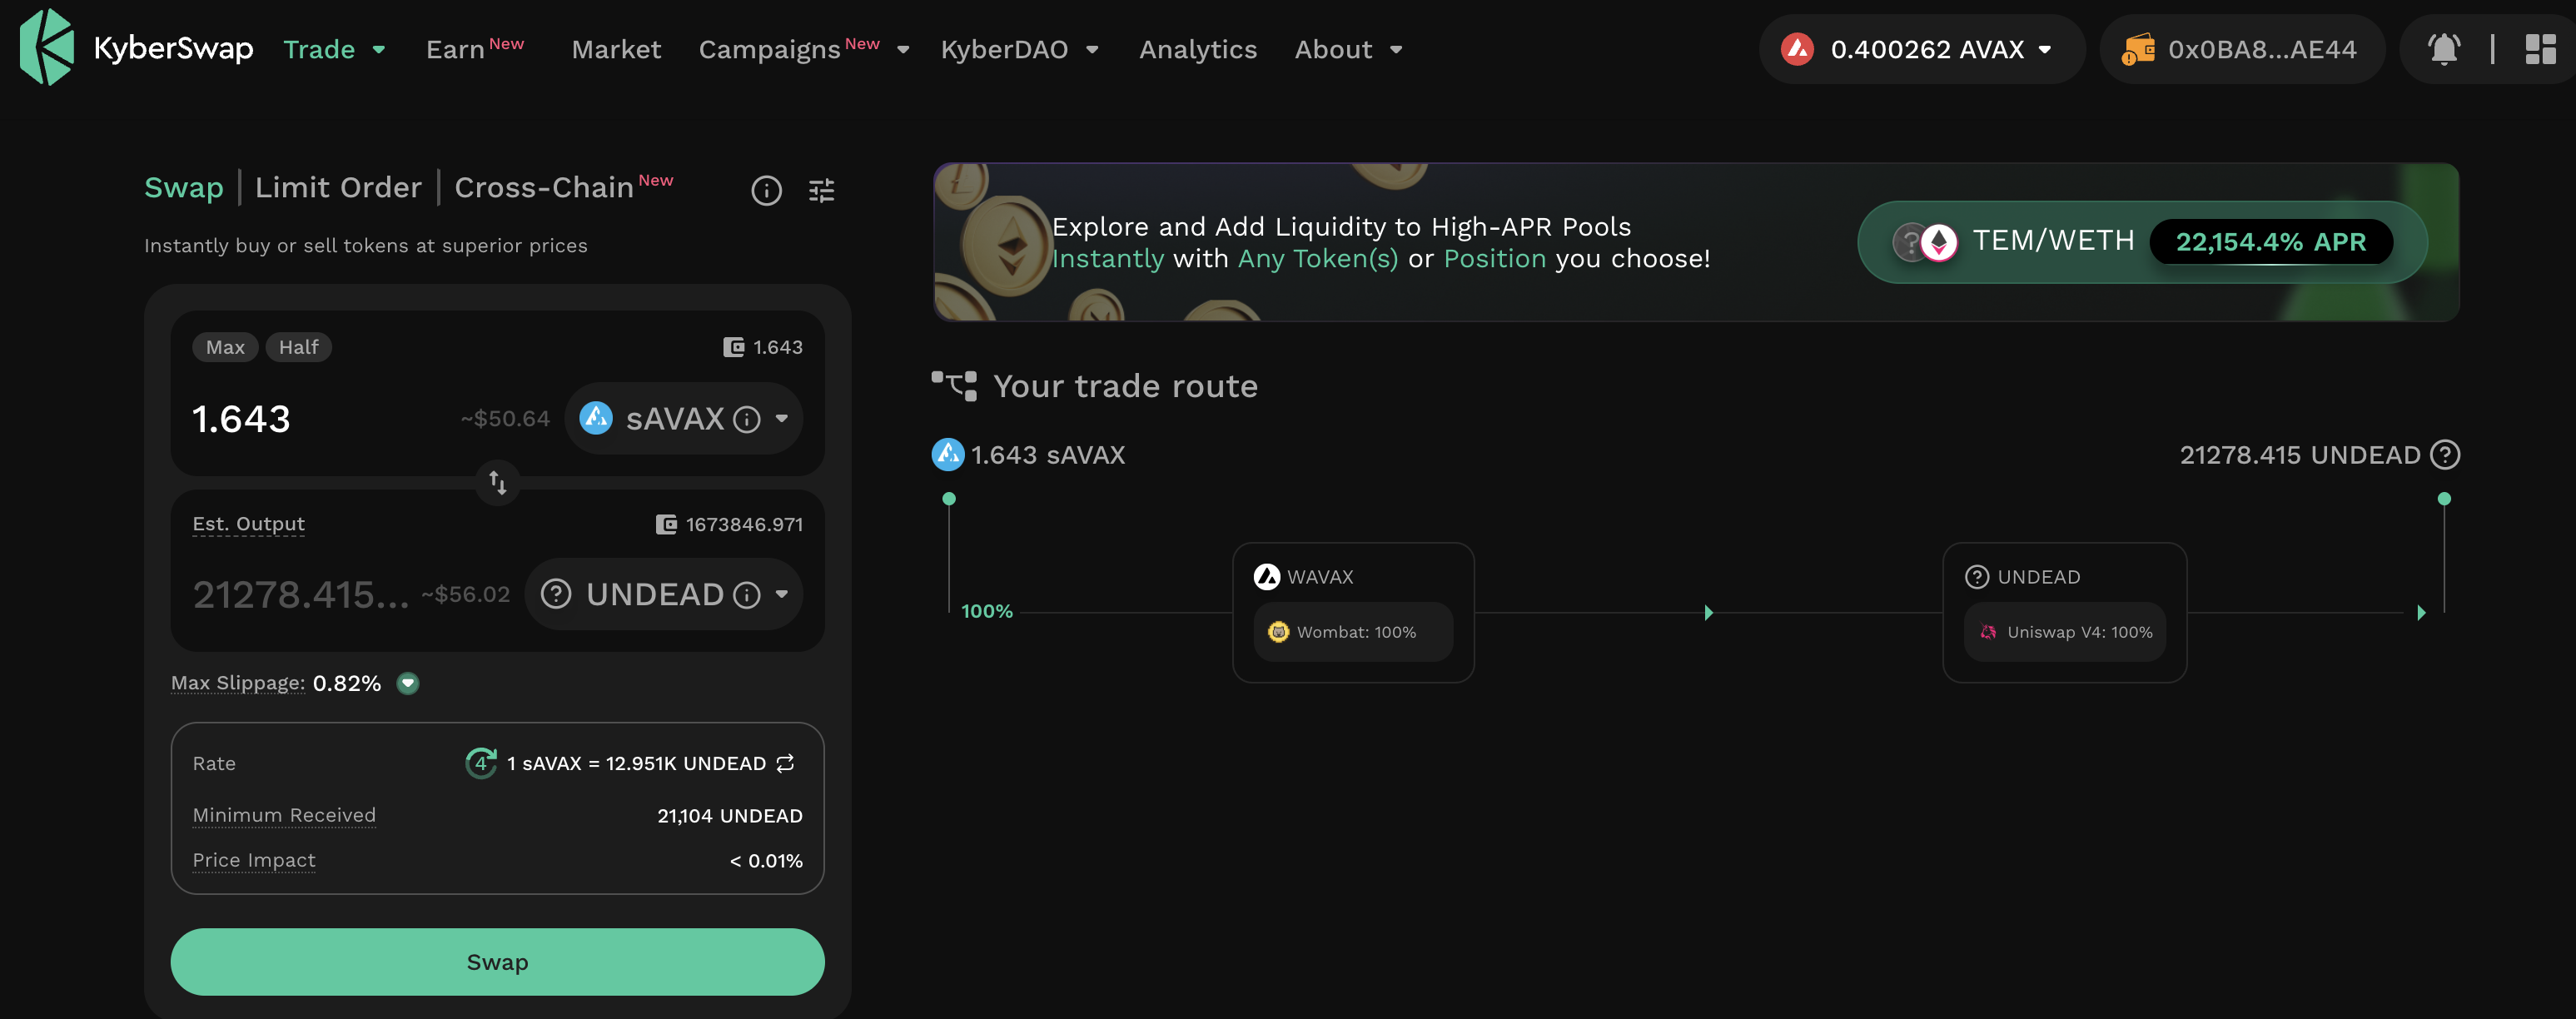 KyberSwap Trade Earn New Market Campaigns New KyberDAO Analytics About 0.400262 AVAX 0x0BA8...AE44
Swap | Limit Order | Cross-Chain New
Instantly buy or sell tokens at superior prices
Max Half 1.643
1.643 ~$50.64 sAVAX
Est. Output 1673846.971
21278.415... ~$56.02 UNDEAD
Max Slippage: 0.82%
Rate 4 1 sAVAX = 12.951K UNDEAD
Minimum Received 21,104 UNDEAD
Price Impact < 0.01%
Swap
Explore and Add Liquidity to High-APR Pools
Instantly with Any Token(s) or Position you choose!
TEM/WETH 22,154.4% APR
Your trade route
1.643 sAVAX 21278.415 UNDEAD
100%
WAVAX
Wombat: 100%
UNDEAD
Uniswap V4: 100%